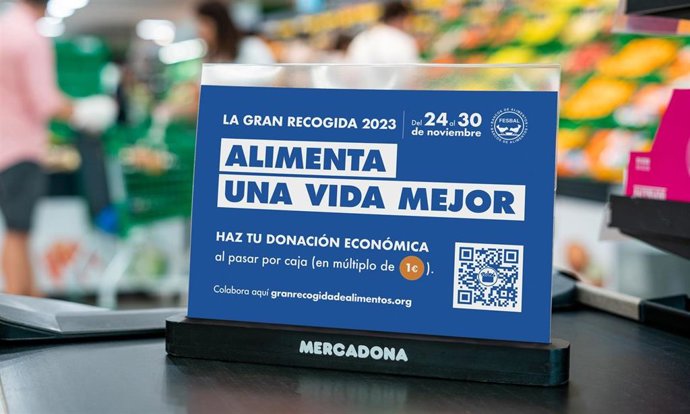 LA GRAN RECOGIDA 2023
Del 24 al 30
de noviembre
FESBAL
ALIMENTA
UNA VIDA MEJOR
HAZ TU DONACIÓN ECONÓMICA
al pasar por caja (en múltiplo de 1€).
Colabora aquí granrecogidadealimentos.org
MERCADONA